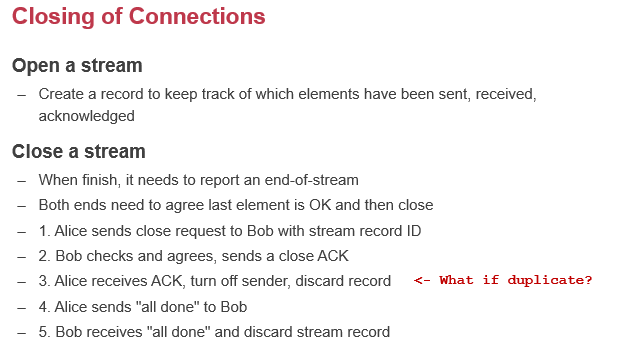 Closing of Connections
Open a stream
– Create a record to keep track of which elements have been sent, received,
acknowledged
Close a stream
– When finish, it needs to report an end-of-stream
– Both ends need to agree last element is OK and then close
– 1. Alice sends close request to Bob with stream record ID
– 2. Bob checks and agrees, sends a close ACK
– 3. Alice receives ACK, turn off sender, discard record <- What if duplicate?
– 4. Alice sends "all done" to Bob
– 5. Bob receives "all done" and discard stream record